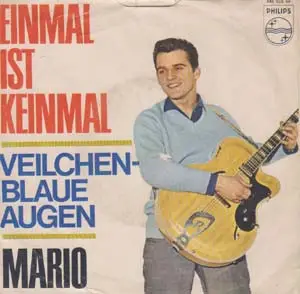 EINMAL
IST
KEINMAL
PHILIPS
VEILCHEN-
BLAUE
AUGEN
MARIO